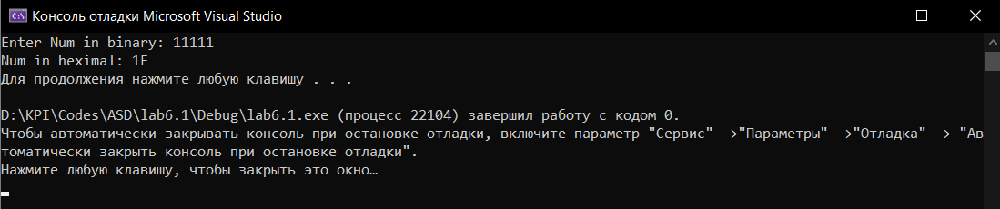 Консоль отладки Microsoft Visual Studio
Enter Num in binary: 11111
Num in heximal: 1F
Для продолжения нажмите любую клавишу . . .
D:\KPI\Codes\ASD\lab6.1\Debug\lab6.1.exe (процесс 22104) завершил работу с кодом 0.
Чтобы автоматически закрывать консоль при остановке отладки, включите параметр "Сервис" ->"Параметры" ->"Отладка" -> "Ав
томатически закрыть консоль при остановке отладки".
Нажмите любую клавишу, чтобы закрыть это окно…